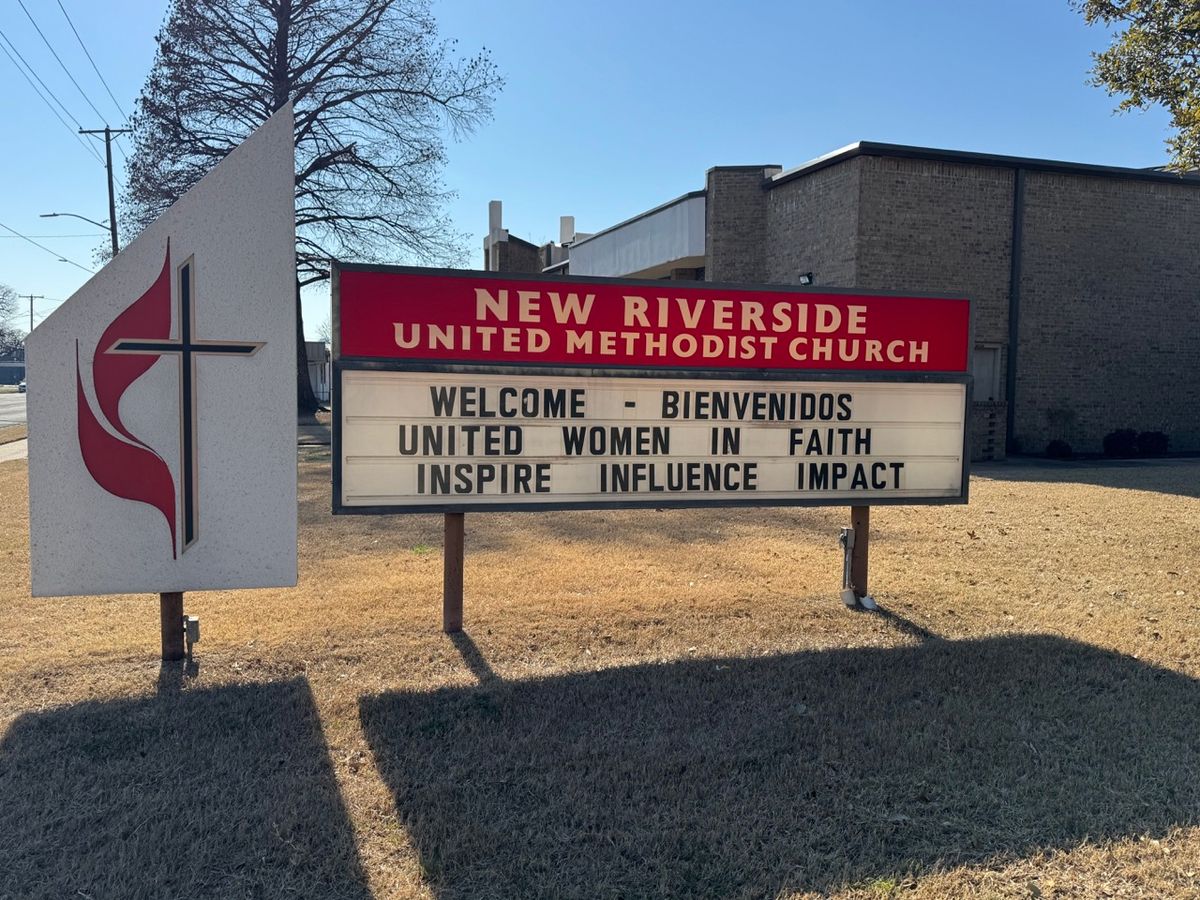 NEW RIVERSIDE
UNITED METHODIST CHURCH
WELCOME - BIENVENIDOS
UNITED WOMEN IN FAITH
INSPIRE INFLUENCE IMPACT